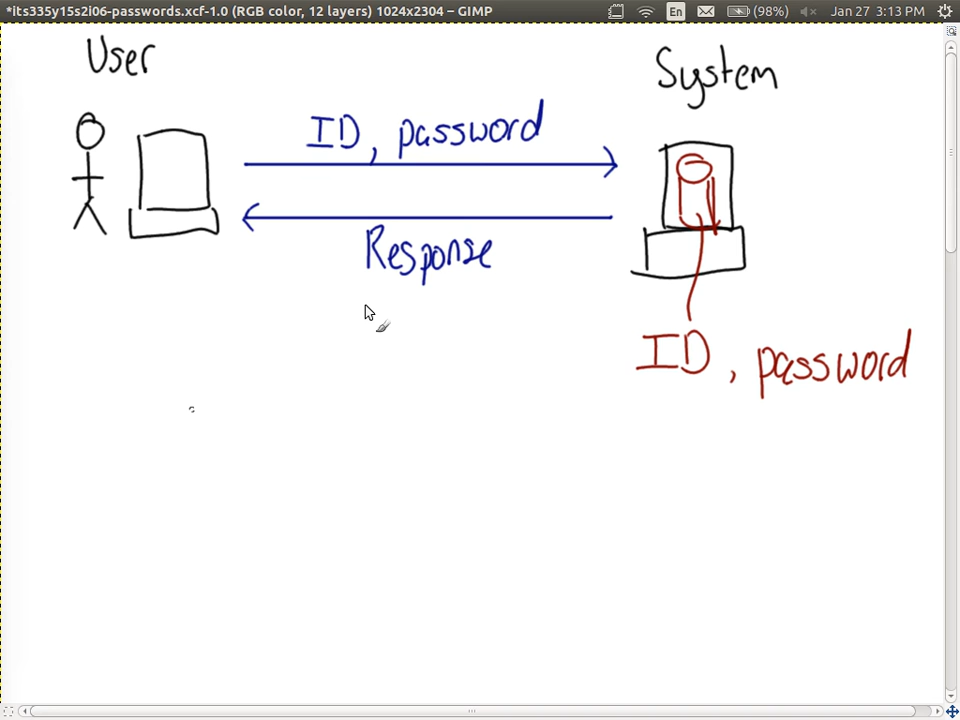 *its335y15s2i06-passwords.xcf-1.0 (RGB color, 12 layers) 1024x2304 – GIMP
En
(98%)
Jan 27 3:13 PM
User
System
ID, password
Response
ID, password